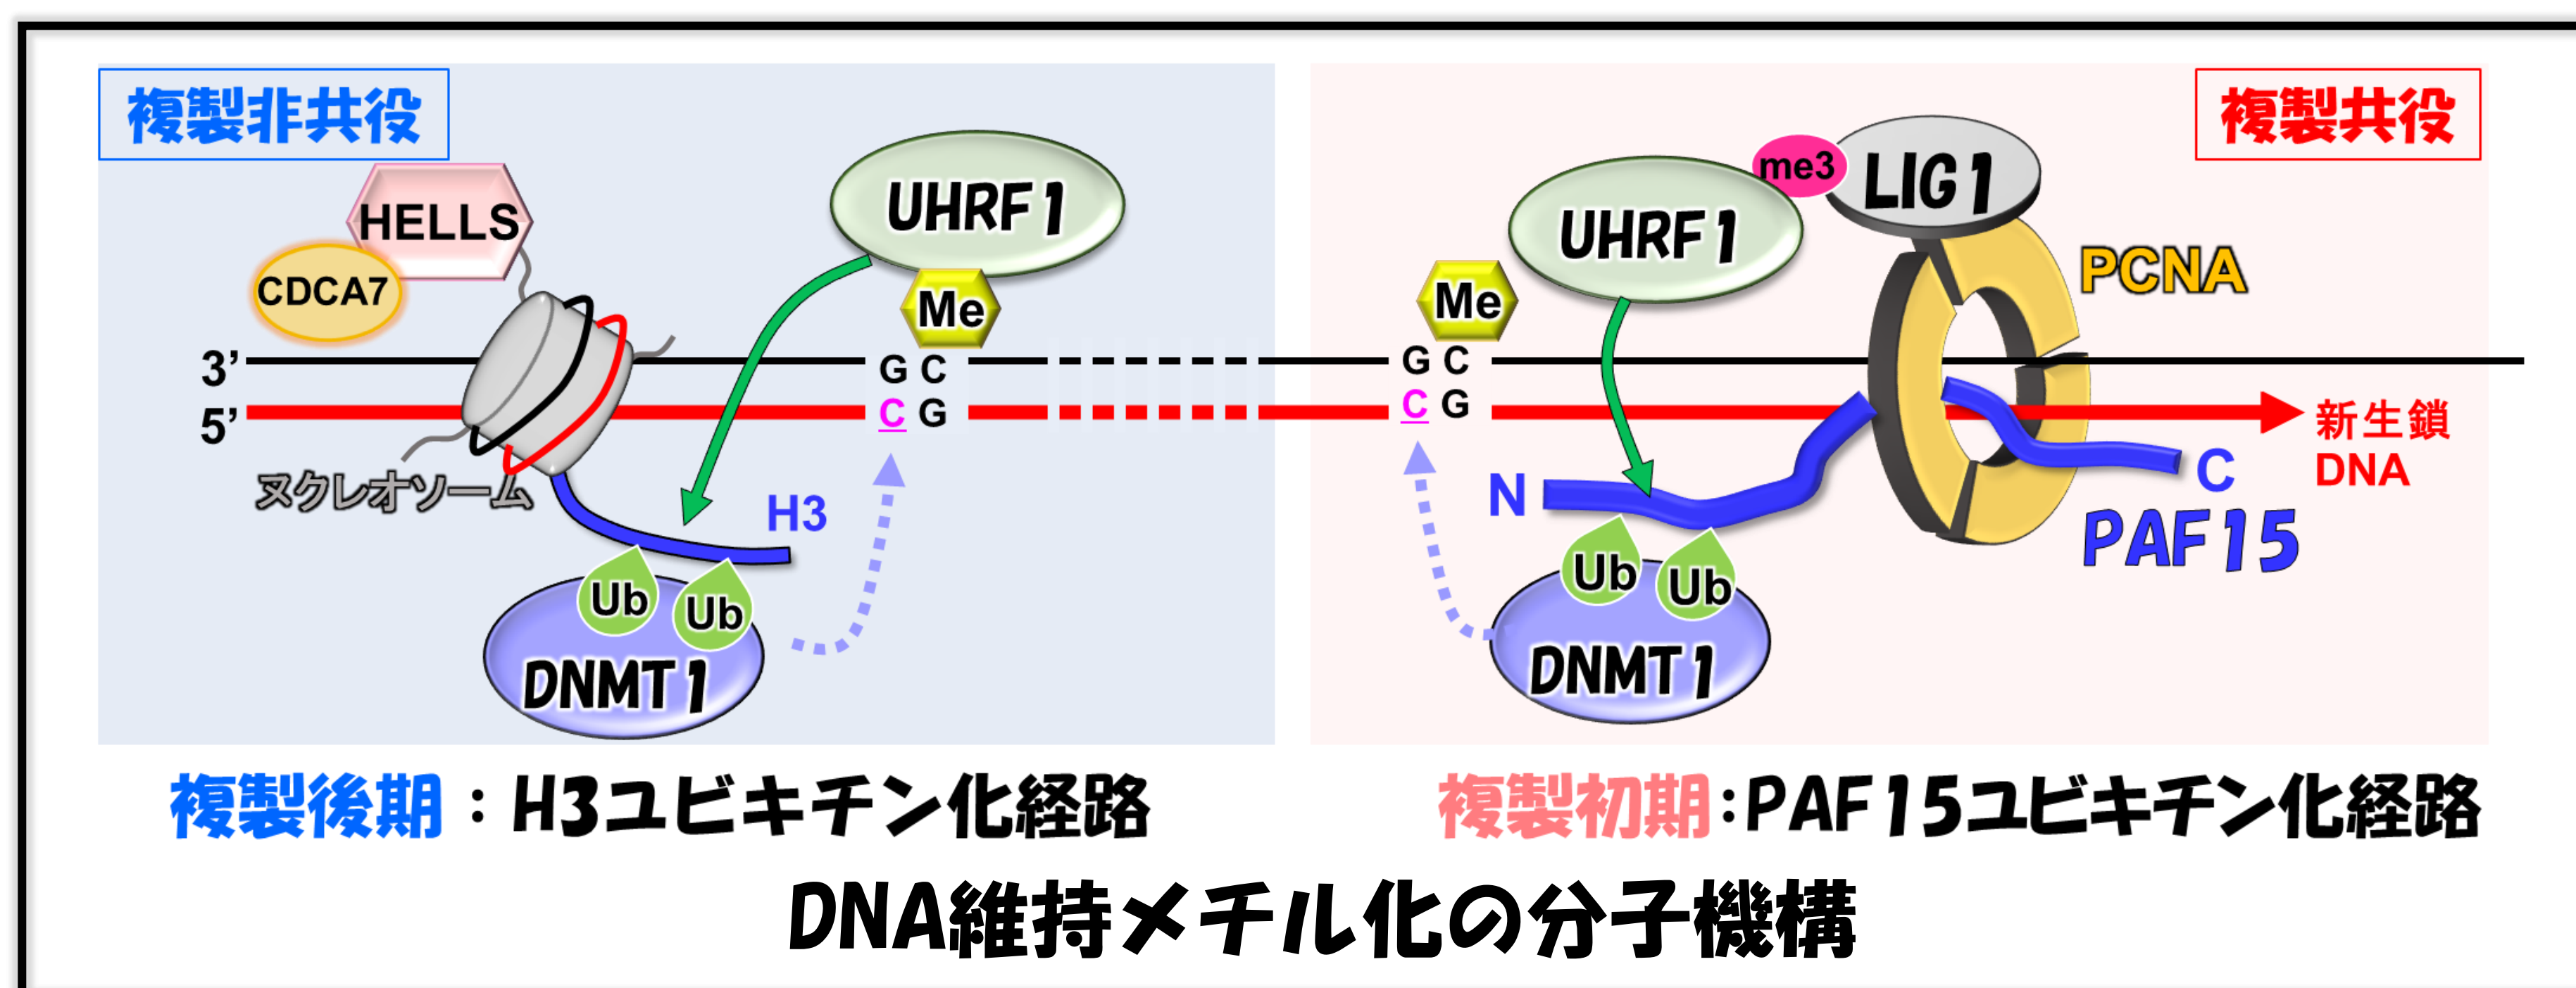 複製非共役
HELLS
CDCA7
UHRF1
Me
3’
G C
5’
C G
ヌクレオソーム
H3
Ub
Ub
DNMT1
複製共役
me3
LIG1
UHRF1
PCNA
Me
G C
C G
新生鎖
DNA
N
C
PAF15
Ub
Ub
DNMT1
複製後期：H3ユビキチン化経路
複製初期:PAF15ユビキチン化経路
DNA維持メチル化の分子機構